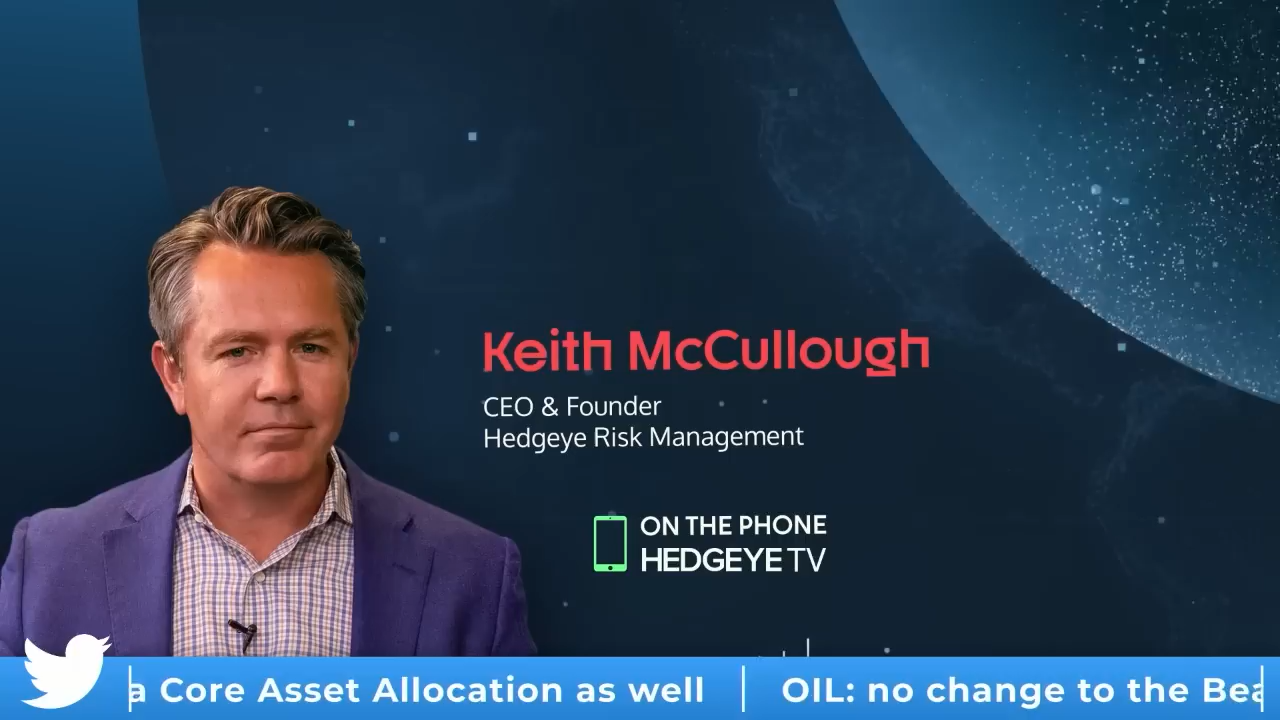 Keith McCullough
CEO & Founder
Hedgeye Risk Management
ON THE PHONE
HEDGEYE TV
a Core Asset Allocation as well
OIL: no change to the